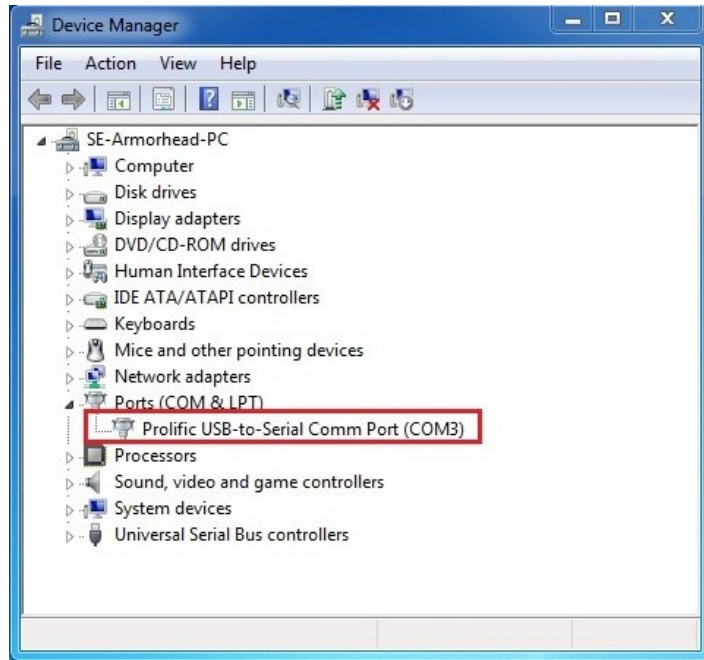 Device Manager
File Action View Help
SE-Armorhead-PC
Computer
Disk drives
Display adapters
DVD/CD-ROM drives
Human Interface Devices
IDE ATA/ATAPI controllers
Keyboards
Mice and other pointing devices
Network adapters
Ports (COM & LPT)
Prolific USB-to-Serial Comm Port (COM3)
Processors
Sound, video and game controllers
System devices
Universal Serial Bus controllers